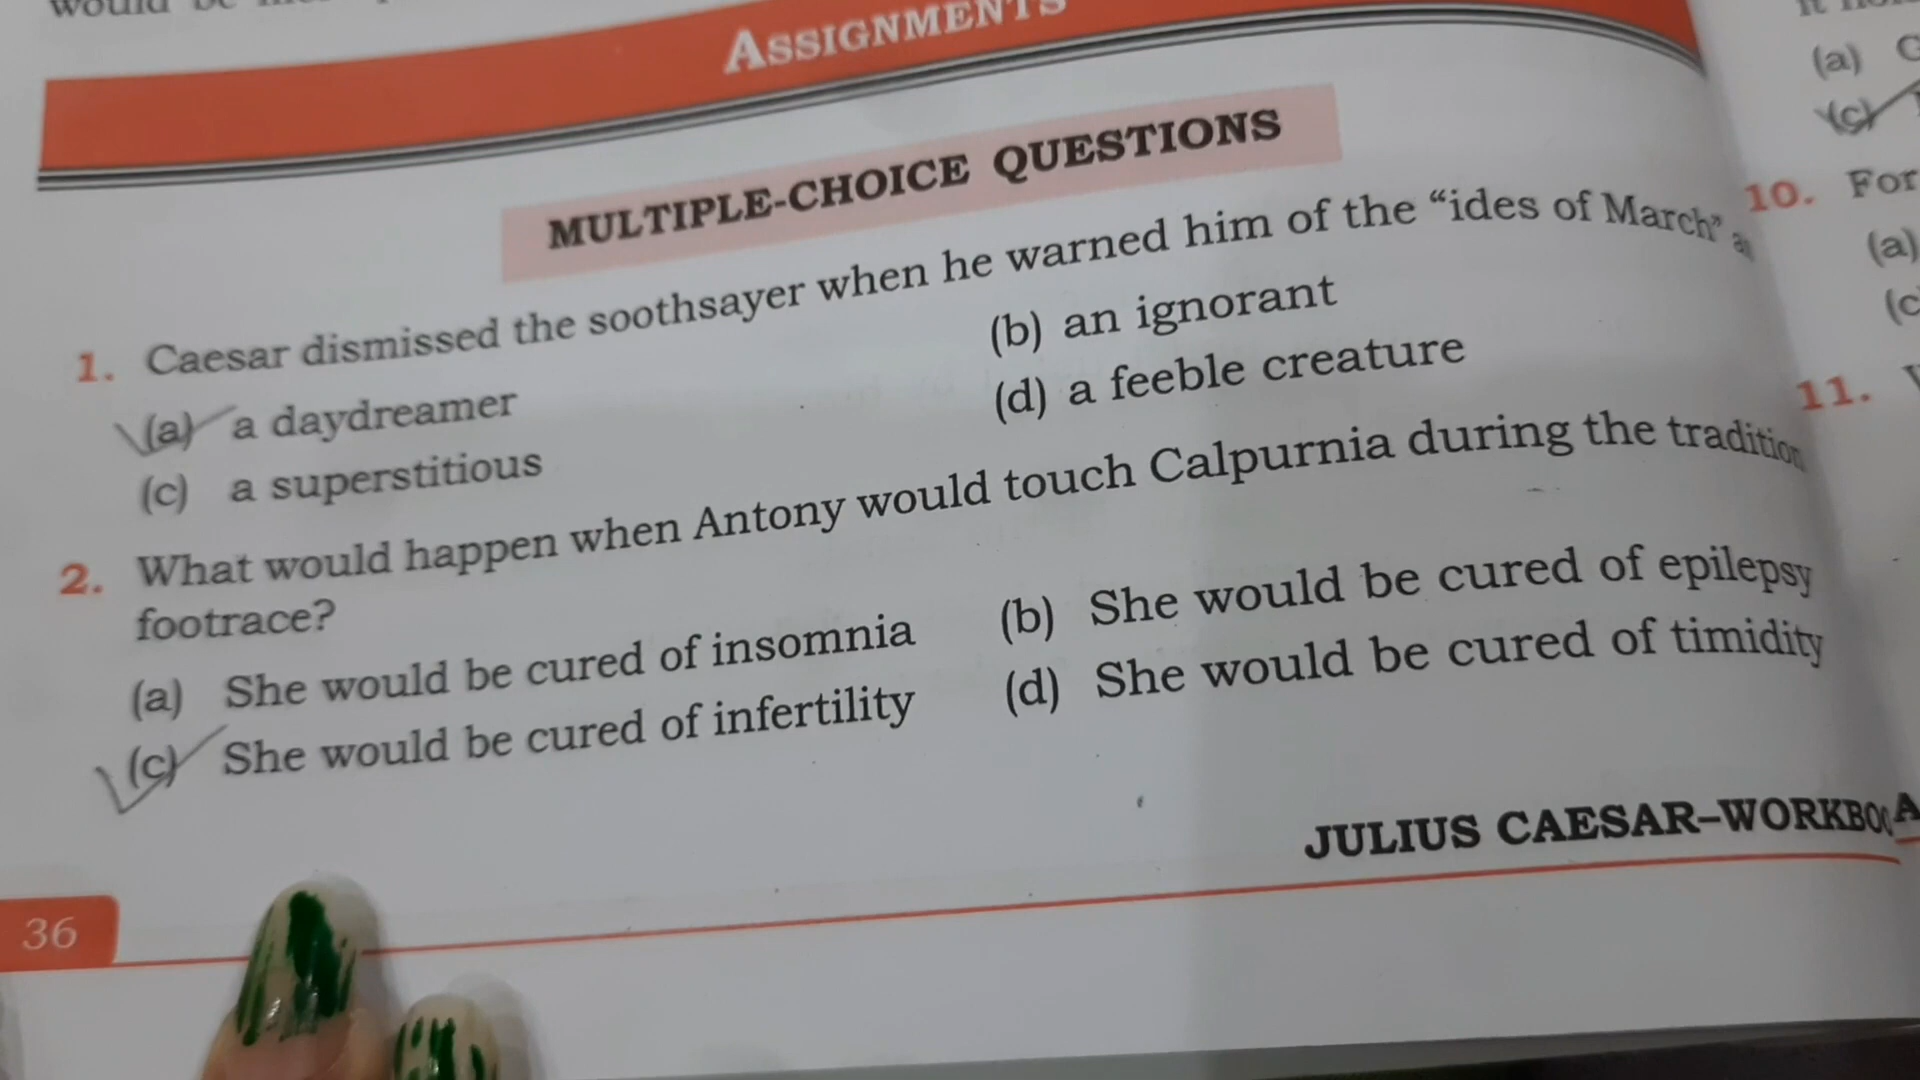 ASSIGNMENTS
MULTIPLE-CHOICE QUESTIONS
1. Caesar dismissed the soothsayer when he warned him of the “ides of March”
(a) a daydreamer (b) an ignorant
(c) a superstitious (d) a feeble creature
2. What would happen when Antony would touch Calpurnia during the tradition
footrace?
(a) She would be cured of insomnia (b) She would be cured of epilepsy
(c) She would be cured of infertility (d) She would be cured of timidity
JULIUS CAESAR–WORKBOO
36
(a)
(c)
10. For
(a)
(c
11.